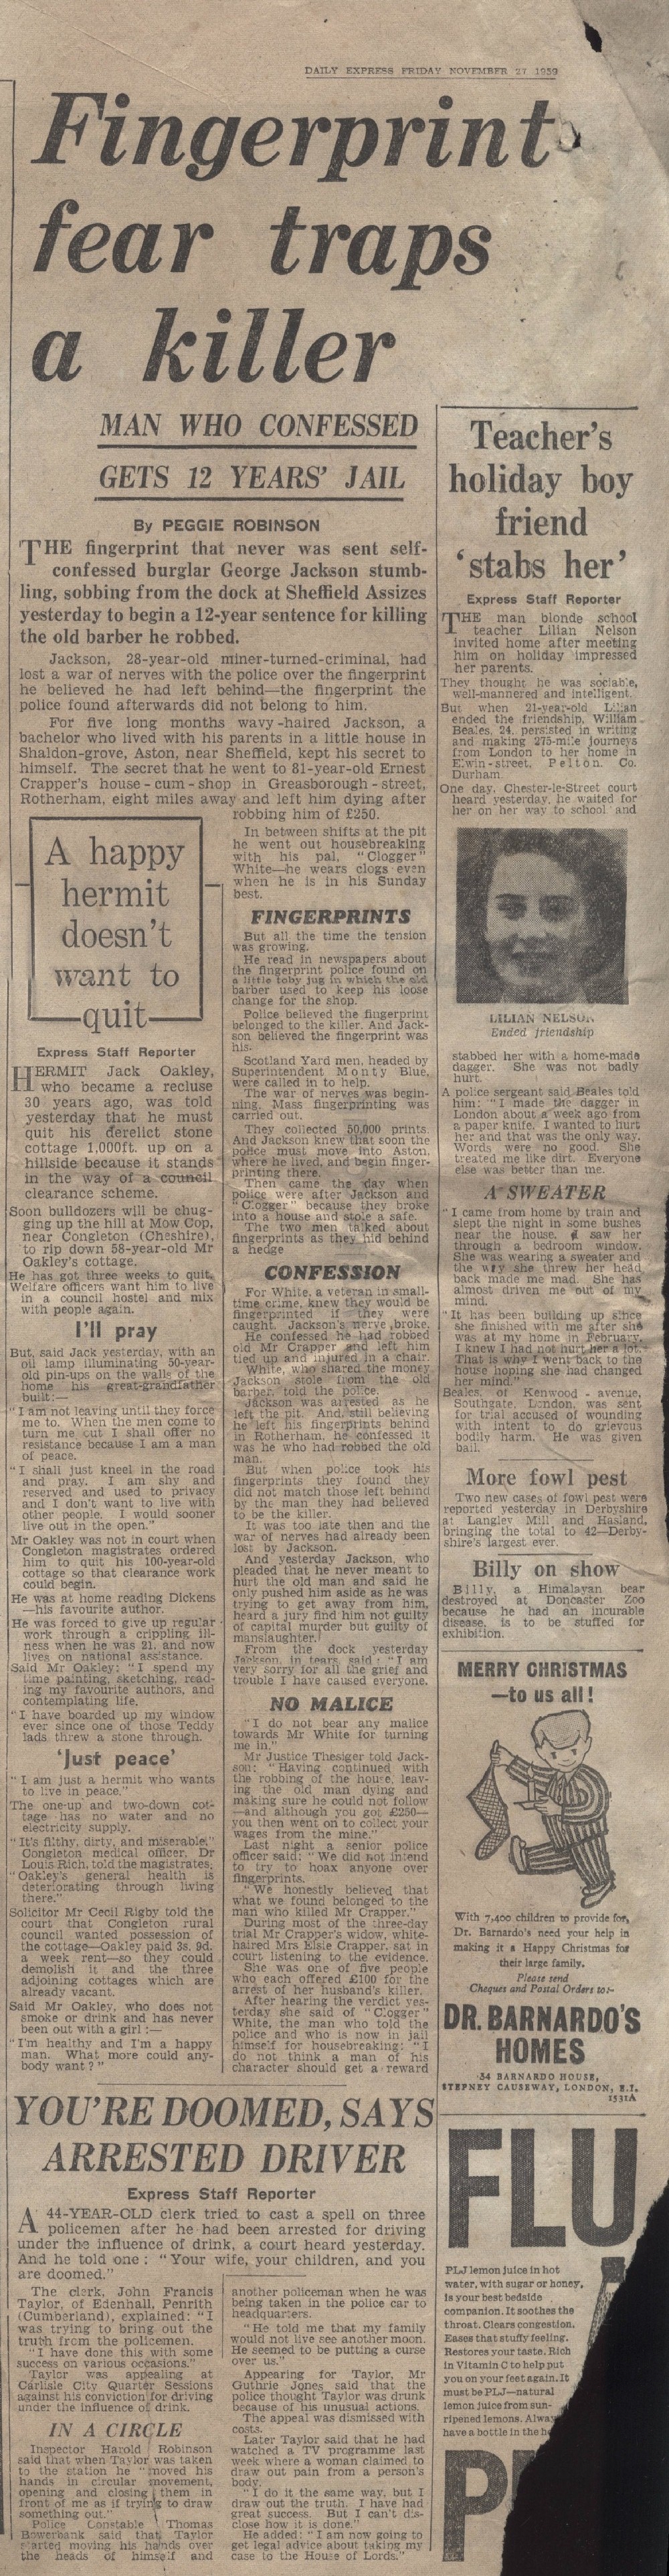 DAILY EXPRESS FRIDAY NOVEMBER 27 1959
Fingerprint
fear traps
a killer
MAN WHO CONFESSED
GETS 12 YEARS' JAIL
By PEGGIE ROBINSON
THE fingerprint that never was sent self-
confessed burglar George Jackson stumb-
ling, sobbing from the dock at Sheffield Assizes
yesterday to begin a 12-year sentence for killing
the old barber he robbed.
Jackson, 28-year-old miner-turned-criminal, had
lost a war of nerves with the police over the fingerprint
he believed he had left behind—the fingerprint the
police found afterwards did not belong to him.
For five long months wavy-haired Jackson, a
bachelor who lived with his parents in a little house in
Shaldon-grove, Aston, near Sheffield, kept his secret to
himself. The secret that he went to 81-year-old Ernest
Crapper's house-cum-shop in Greasborough-street,
Rotherham, eight miles away and left him dying after
robbing him of £250.
In between shifts at the pit
he went out housebreaking
with his pal, "Clogger"
White—he wears clogs even
when he is in his Sunday
best.
FINGERPRINTS
But all the time the tension
was growing.
He read in newspapers about
the fingerprint police found on
a little toby jug in which the old
barber used to keep his loose
change for the shop.
Police believed the fingerprint
belonged to the killer. And Jack-
son believed the fingerprint was
his.
Scotland Yard men, headed by
Superintendent Monty Blue,
were called in to help.
The war of nerves was begin-
ning. Mass fingerprinting was
carried out.
They collected 50,000 prints.
And Jackson knew that soon the
police must move into Aston,
where he lived, and begin finger-
printing there.
Then came the day when
police were after Jackson and
"Clogger" because they broke
into a house and stole a safe.
The two men talked about
fingerprints as they hid behind
a hedge
CONFESSION
For White, a veteran in small-
time crime, knew they would be
fingerprinted if they were
caught. Jackson's nerve broke.
He confessed he had robbed
old Mr Crapper and left him
tied up and injured in a chair.
White, who shared the money
Jackson stole from the old
barber, told the police.
Jackson was arrested as he
left the pit. And, still believing
he left his fingerprints behind
in Rotherham, he confessed it
was he who had robbed the old
man.
But when police took his
fingerprints they found they
did not match those left behind
by the man they had believed
to be the killer.
It was too late then and the
war of nerves had already been
lost by Jackson.
And yesterday Jackson, who
pleaded that he never meant to
hurt the old man and said he
only pushed him aside as he was
trying to get away from him,
heard a jury find him not guilty
of capital murder but guilty of
manslaughter.
From the dock yesterday
Jackson, in tears, said: "I am
very sorry for all the grief and
trouble I have caused everyone.
NO MALICE
"I do not bear any malice
towards Mr White for turning
me in."
Mr Justice Thesiger told Jack-
son: "Having continued with
the robbing of the house, leav-
ing the old man dying and
making sure he could not follow
—and although you got £250—
you then went on to collect your
wages from the mine."
Last night a senior police
officer said: "We did not intend
to try to hoax anyone over
fingerprints.
"We honestly believed that
what we found belonged to the
man who killed Mr Crapper."
During most of the three-day
trial Mr Crapper's widow, white-
haired Mrs Elsie Crapper, sat in
court listening to the evidence.
She was one of five people
who each offered £100 for the
arrest of her husband's killer.
After hearing the verdict yes-
terday she said of "Clogger"
White, the man who told the
police and who is now in jail
himself for housebreaking: "I
do not think a man of his
character should get a reward
A happy
hermit
doesn't
want to
quit
Express Staff Reporter
HERMIT Jack Oakley,
who became a recluse
30 years ago, was told
yesterday that he must
quit his derelict stone
cottage 1,000ft. up on a
hillside because it stands
in the way of a council
clearance scheme.
Soon bulldozers will be chug-
ging up the hill at Mow Cop,
near Congleton (Cheshire),
to rip down 58-year-old Mr
Oakley's cottage.
He has got three weeks to quit.
Welfare officers want him to live
in a council hostel and mix
with people again.
I'll pray
But, said Jack yesterday, with an
oil lamp illuminating 50-year-
old pin-ups on the walls of the
home his great-grandfather
built:—
"I am not leaving until they force
me to. When the men come to
turn me out I shall offer no
resistance because I am a man
of peace.
"I shall just kneel in the road
and pray. I am shy and
reserved and used to privacy
and I don't want to live with
other people. I would sooner
live out in the open."
Mr Oakley was not in court when
Congleton magistrates ordered
him to quit his 100-year-old
cottage so that clearance work
could begin.
He was at home reading Dickens
—his favourite author.
He was forced to give up regular
work through a crippling ill-
ness when he was 21, and now
lives on national assistance.
Said Mr Oakley: "I spend my
time painting, sketching, read-
ing my favourite authors, and
contemplating life.
"I have boarded up my window
ever since one of those Teddy
lads threw a stone through.
'Just peace'
"I am just a hermit who wants
to live in peace."
The one-up and two-down cot-
tage has no water and no
electricity supply.
"It's filthy, dirty, and miserable,"
Congleton medical officer, Dr
Louis Rich, told the magistrates.
"Oakley's general health is
deteriorating through living
there."
Solicitor Mr Cecil Rigby told the
court that Congleton rural
council wanted possession of
the cottage—Oakley paid 3s. 9d.
a week rent—so they could
demolish it and the three
adjoining cottages which are
already vacant.
Said Mr Oakley, who does not
smoke or drink and has never
been out with a girl:—
"I'm healthy and I'm a happy
man. What more could any-
body want?"
Teacher's
holiday boy
friend
'stabs her'
Express Staff Reporter
THE man blonde school
teacher Lilian Nelson
invited home after meeting
him on holiday impressed
her parents.
They thought he was sociable,
well-mannered and intelligent.
But when 21-year-old Lilian
ended the friendship, William
Beales, 24, persisted in writing
and making 275-mile journeys
from London to her home in
Elwin-street, Pelton, Co.
Durham.
One day, Chester-le-Street court
heard yesterday, he waited for
her on her way to school and
LILIAN NELSON
Ended friendship
stabbed her with a home-made
dagger. She was not badly
hurt.
A police sergeant said Beales told
him: "I made the dagger in
London about a week ago from
a paper knife. I wanted to hurt
her and that was the only way.
Words were no good. She
treated me like dirt. Everyone
else was better than me.
A SWEATER
"I came from home by train and
slept the night in some bushes
near the house. I saw her
through a bedroom window.
She was wearing a sweater and
the way she threw her head
back made me mad. She has
almost driven me out of my
mind.
"It has been building up since
she finished with me after she
was at my home in February.
I knew I had not hurt her a lot.
That is why I went back to the
house hoping she had changed
her mind."
Beales, of Kenwood-avenue,
Southgate, London, was sent
for trial accused of wounding
with intent to do grievous
bodily harm. He was given
bail.
More fowl pest
Two new cases of fowl pest were
reported yesterday in Derbyshire
at Langley Mill and Hasland,
bringing the total to 42—Derby-
shire's largest ever.
Billy on show
Billy, a Himalayan bear
destroyed at Doncaster Zoo
because he had an incurable
disease, is to be stuffed for
exhibition.
MERRY CHRISTMAS
—to us all!
With 7,400 children to provide for,
Dr. Barnardo's need your help in
making it a Happy Christmas for
their large family.
Please send
Cheques and Postal Orders to:-
DR. BARNARDO'S
HOMES
34 BARNARDO HOUSE,
STEPNEY CAUSEWAY, LONDON, E.1.
1531A
YOU'RE DOOMED, SAYS
ARRESTED DRIVER
Express Staff Reporter
A 44-YEAR-OLD clerk tried to cast a spell on three
policemen after he had been arrested for driving
under the influence of drink, a court heard yesterday.
And he told one: "Your wife, your children, and you
are doomed."
The clerk, John Francis
Taylor, of Edenhall, Penrith
(Cumberland), explained: "I
was trying to bring out the
truth from the policemen.
"I have done this with some
success on various occasions."
Taylor was appealing at
Carlisle City Quarter Sessions
against his conviction for driving
under the influence of drink.
IN A CIRCLE
Inspector Harold Robinson
said that when Taylor was taken
to the station he "moved his
hands in circular movement,
opening and closing them in
front of me as if trying to draw
something out."
Police Constable Thomas
Bowerbank said that Taylor
started moving his hands over
the heads of himself and
another policeman when he was
being taken in the police car to
headquarters.
"He told me that my family
would not live see another moon.
He seemed to be putting a curse
over us."
Appearing for Taylor, Mr
Guthrie Jones said that the
police thought Taylor was drunk
because of his unusual actions.
The appeal was dismissed with
costs.
Later Taylor said that he had
watched a TV programme last
week where a woman claimed to
draw out pain from a person's
body.
"I do it the same way, but I
draw out the truth. I have had
great success. But I can't dis-
close how it is done."
He added: "I am now going to
get legal advice about taking my
case to the House of Lords."
FLU
PLJ lemon juice in hot
water, with sugar or honey,
is your best bedside
companion. It soothes the
throat. Clears congestion.
Eases that stuffy feeling.
Restores your taste. Rich
in Vitamin C to help put
you on your feet again. It
must be PLJ—natural
lemon juice from sun-
ripened lemons. Alway
have a bottle in the h
P